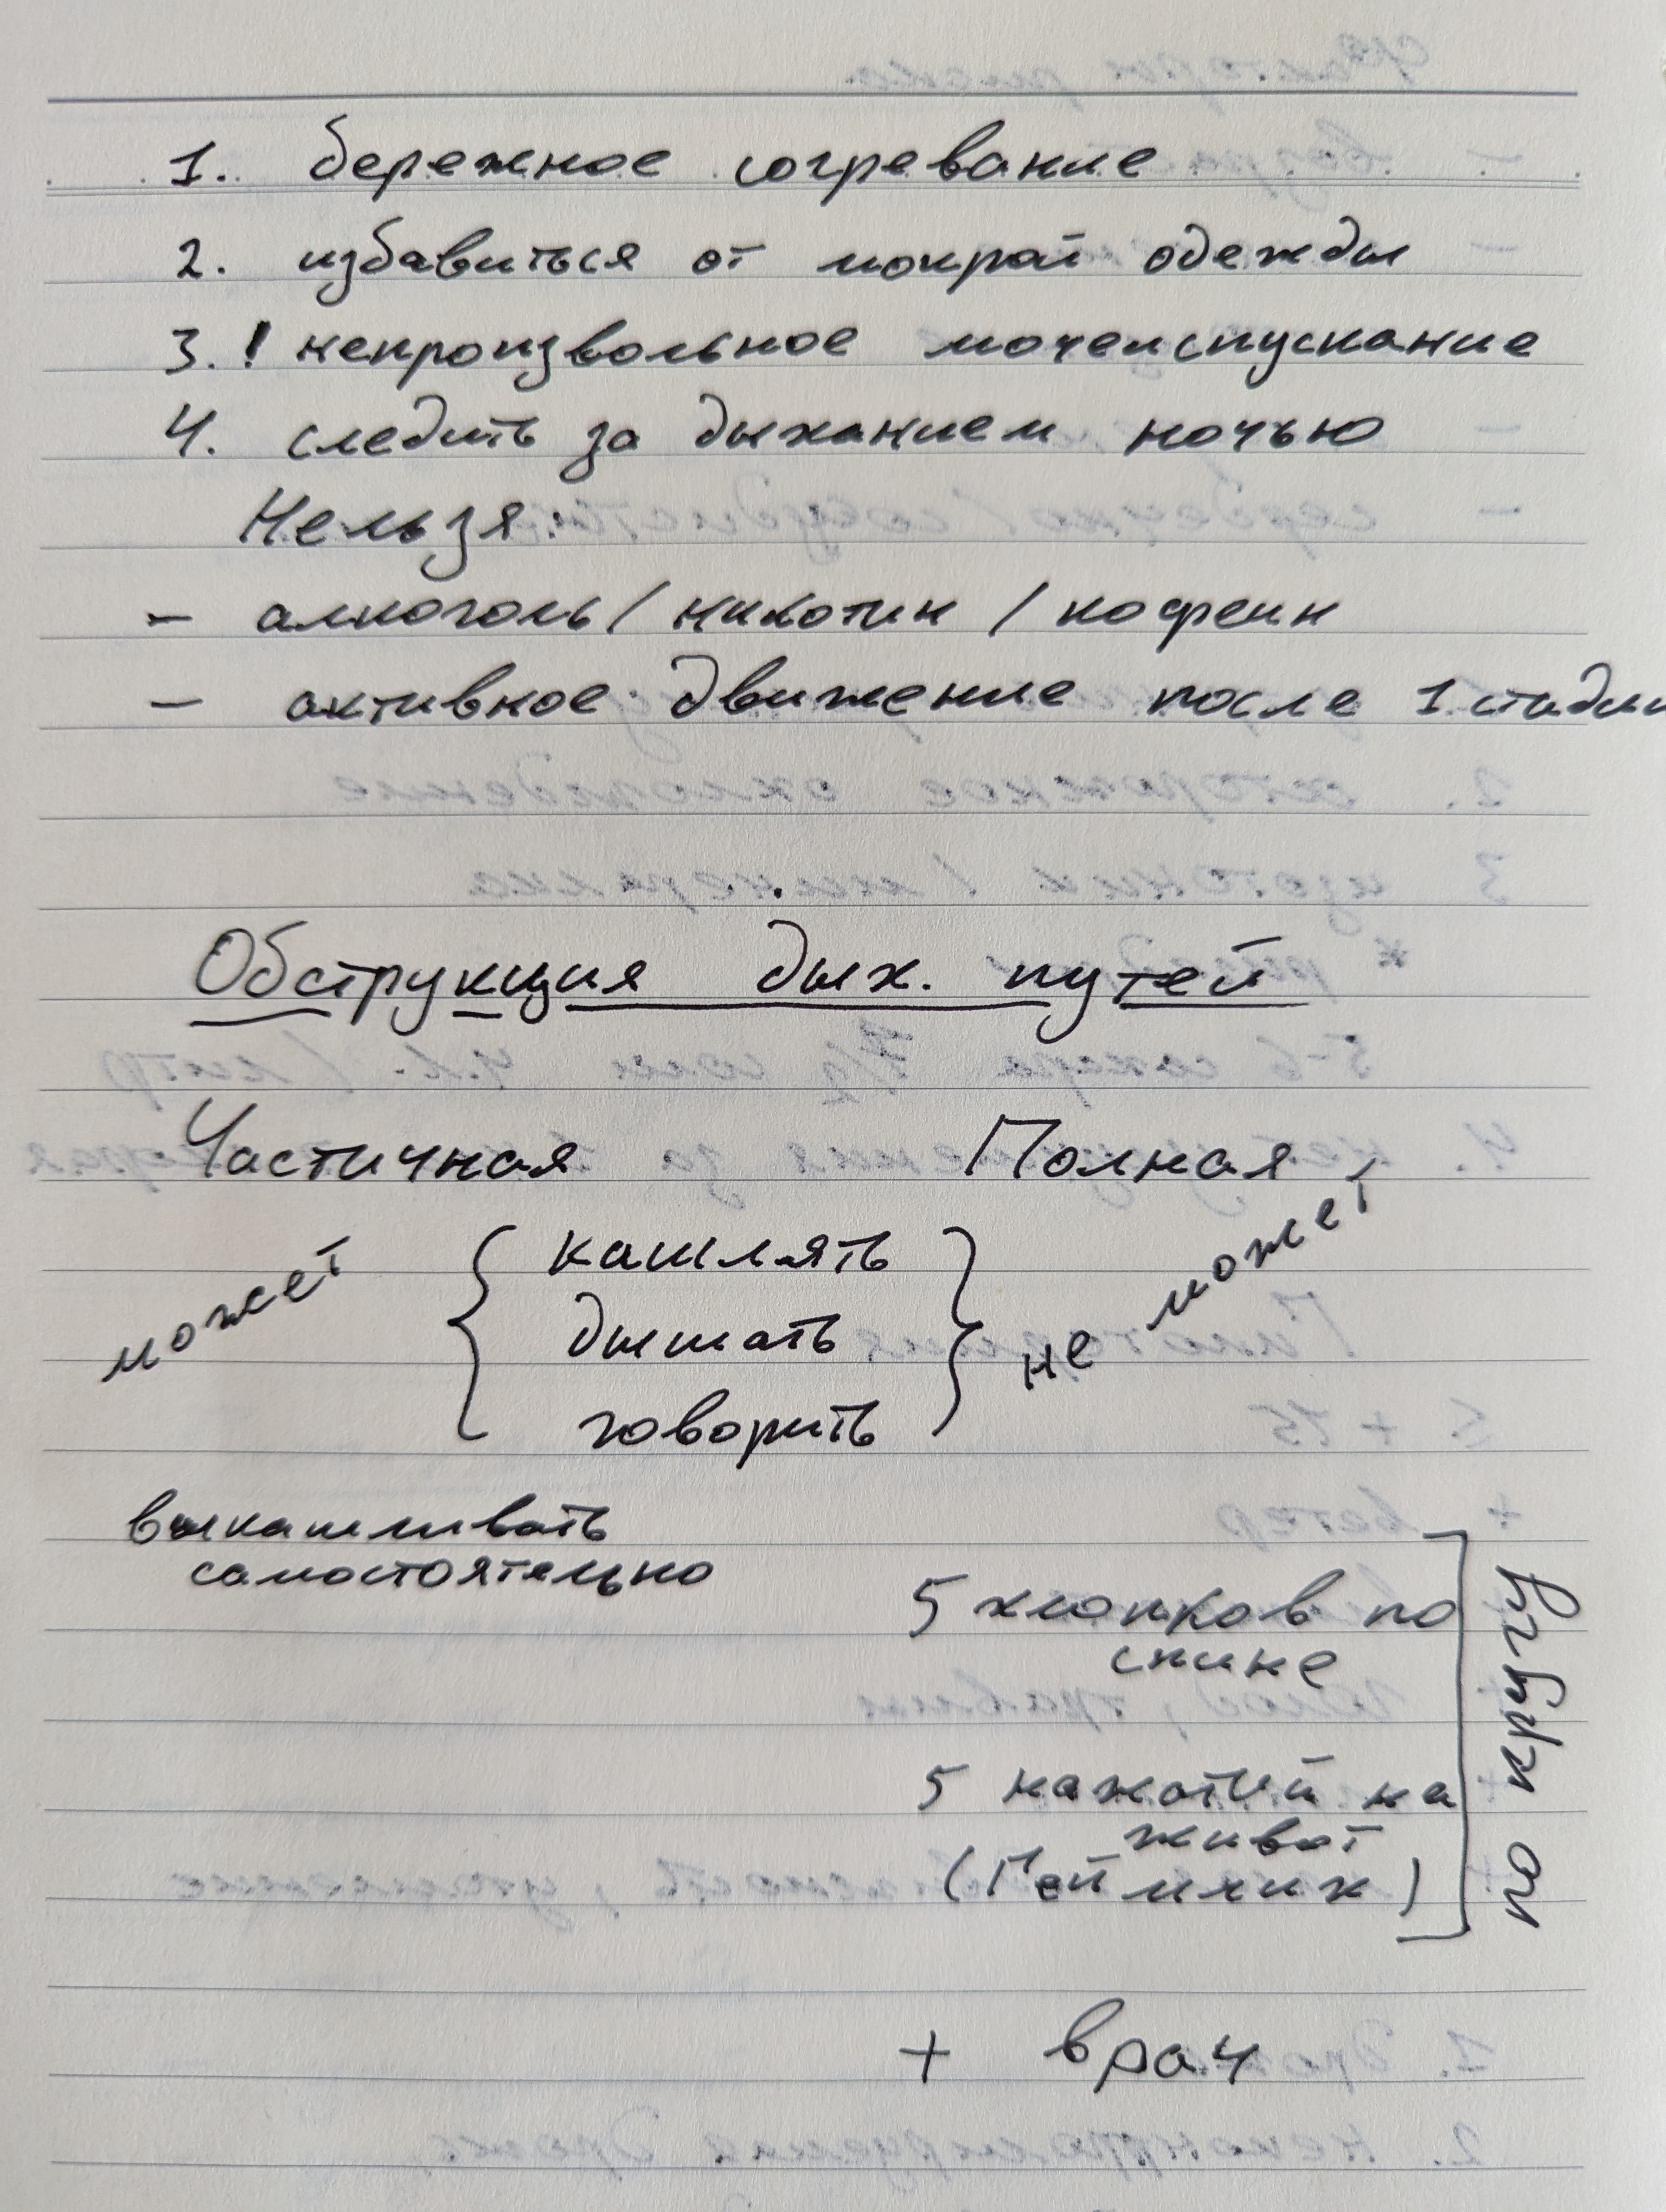 1. бережное согревание
2. избавиться от мокрой одежды
3. ! непроизвольное мочеиспускание
4. следить за дыханием ночью
Нельзя:
- алкоголь / никотин / кофеин
- активное движение после 1 стадии
Обструкция дых. путей
Частичная Полная
может { кашлять } не может
дышать
говорить
выкашливать
самостоятельно
5 хлопков по
спине
5 нажатий на
живот
(Геймлих)
по кругу
+ врач